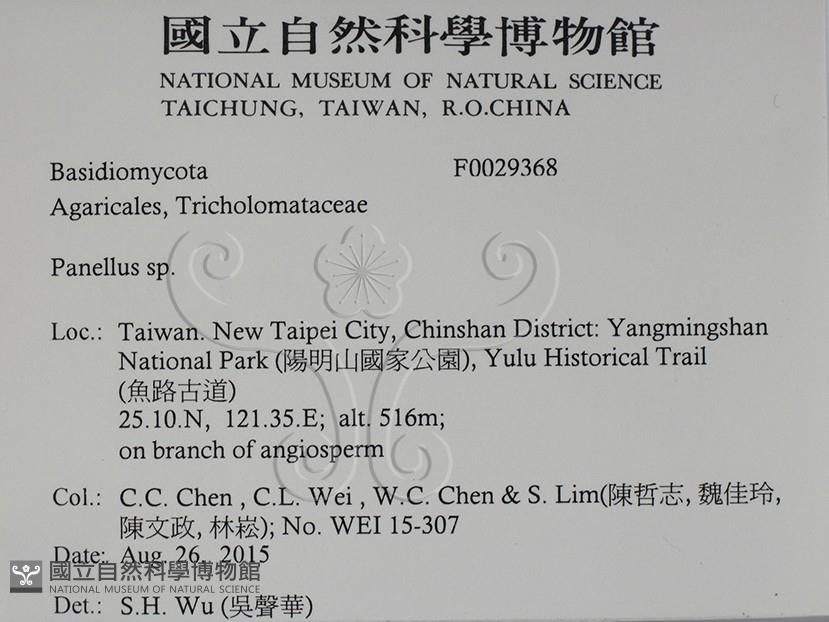 國立自然科學博物館
NATIONAL MUSEUM OF NATURAL SCIENCE
TAICHUNG, TAIWAN, R.O.CHINA
Basidiomycota F0029368
Agaricales, Tricholomataceae
Panellus sp.
Loc.: Taiwan. New Taipei City, Chinshan District: Yangmingshan
National Park (陽明山國家公園), Yulu Historical Trail
(魚路古道)
25.10.N, 121.35.E; alt. 516m;
on branch of angiosperm
Col.: C.C. Chen , C.L. Wei , W.C. Chen & S. Lim(陳哲志, 魏佳玲,
陳文政, 林崧); No. WEI 15-307
Date: Aug. 26, 2015
國立自然科學博物館
NATIONAL MUSEUM OF NATURAL SCIENCE
Det.: S.H. Wu (吳聲華)